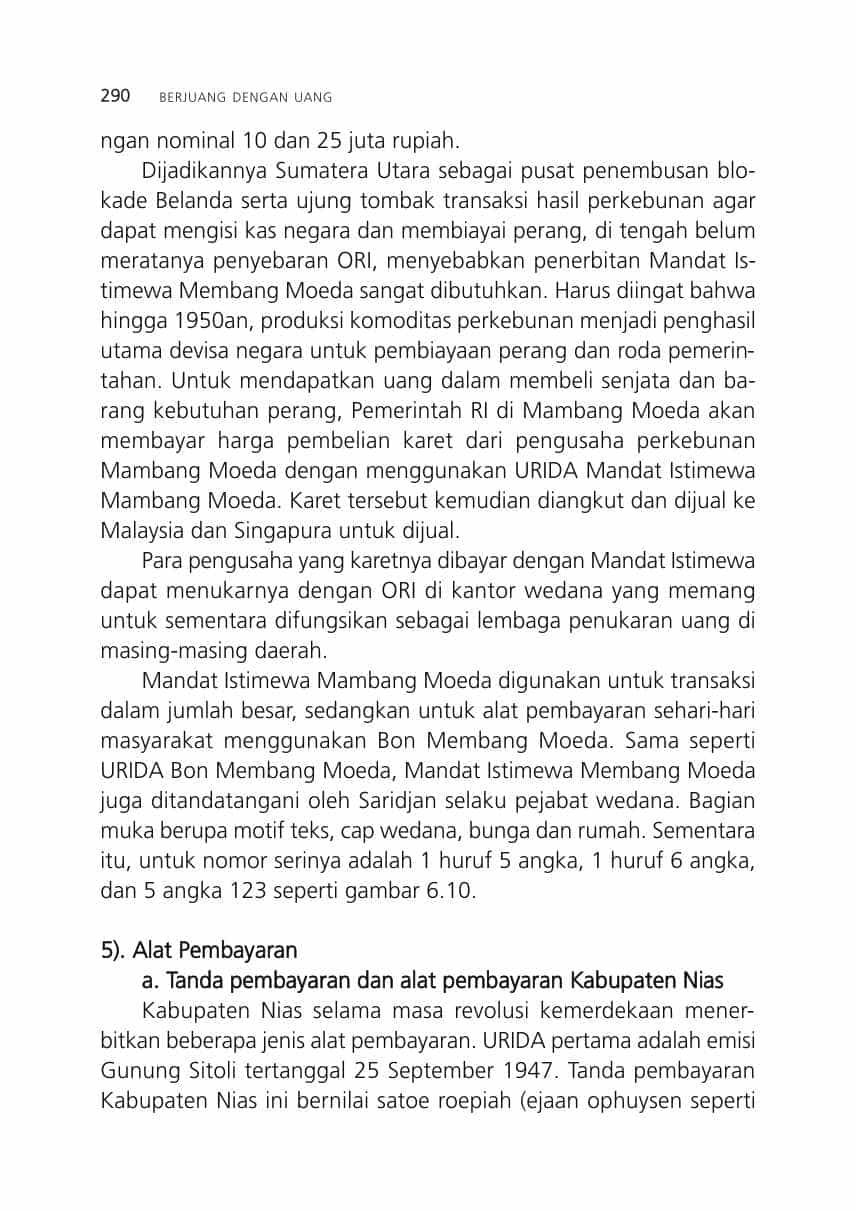 290 BERJUANG DENGAN UANG
ngan nominal 10 dan 25 juta rupiah.
Dijadikannya Sumatera Utara sebagai pusat penembusan blo-
kade Belanda serta ujung tombak transaksi hasil perkebunan agar
dapat mengisi kas negara dan membiayai perang, di tengah belum
meratanya penyebaran ORI, menyebabkan penerbitan Mandat Is-
timewa Membang Moeda sangat dibutuhkan. Harus diingat bahwa
hingga 1950an, produksi komoditas perkebunan menjadi penghasil
utama devisa negara untuk pembiayaan perang dan roda pemerin-
tahan. Untuk mendapatkan uang dalam membeli senjata dan ba-
rang kebutuhan perang, Pemerintah RI di Mambang Moeda akan
membayar harga pembelian karet dari pengusaha perkebunan
Mambang Moeda dengan menggunakan URIDA Mandat Istimewa
Mambang Moeda. Karet tersebut kemudian diangkut dan dijual ke
Malaysia dan Singapura untuk dijual.
Para pengusaha yang karetnya dibayar dengan Mandat Istimewa
dapat menukarnya dengan ORI di kantor wedana yang memang
untuk sementara difungsikan sebagai lembaga penukaran uang di
masing-masing daerah.
Mandat Istimewa Mambang Moeda digunakan untuk transaksi
dalam jumlah besar, sedangkan untuk alat pembayaran sehari-hari
masyarakat menggunakan Bon Membang Moeda. Sama seperti
URIDA Bon Membang Moeda, Mandat Istimewa Membang Moeda
juga ditandatangani oleh Saridjan selaku pejabat wedana. Bagian
muka berupa motif teks, cap wedana, bunga dan rumah. Sementara
itu, untuk nomor serinya adalah 1 huruf 5 angka, 1 huruf 6 angka,
dan 5 angka 123 seperti gambar 6.10.
5). Alat Pembayaran
a. Tanda pembayaran dan alat pembayaran Kabupaten Nias
Kabupaten Nias selama masa revolusi kemerdekaan mener-
bitkan beberapa jenis alat pembayaran. URIDA pertama adalah emisi
Gunung Sitoli tertanggal 25 September 1947. Tanda pembayaran
Kabupaten Nias ini bernilai satoe roepiah (ejaan ophuysen seperti